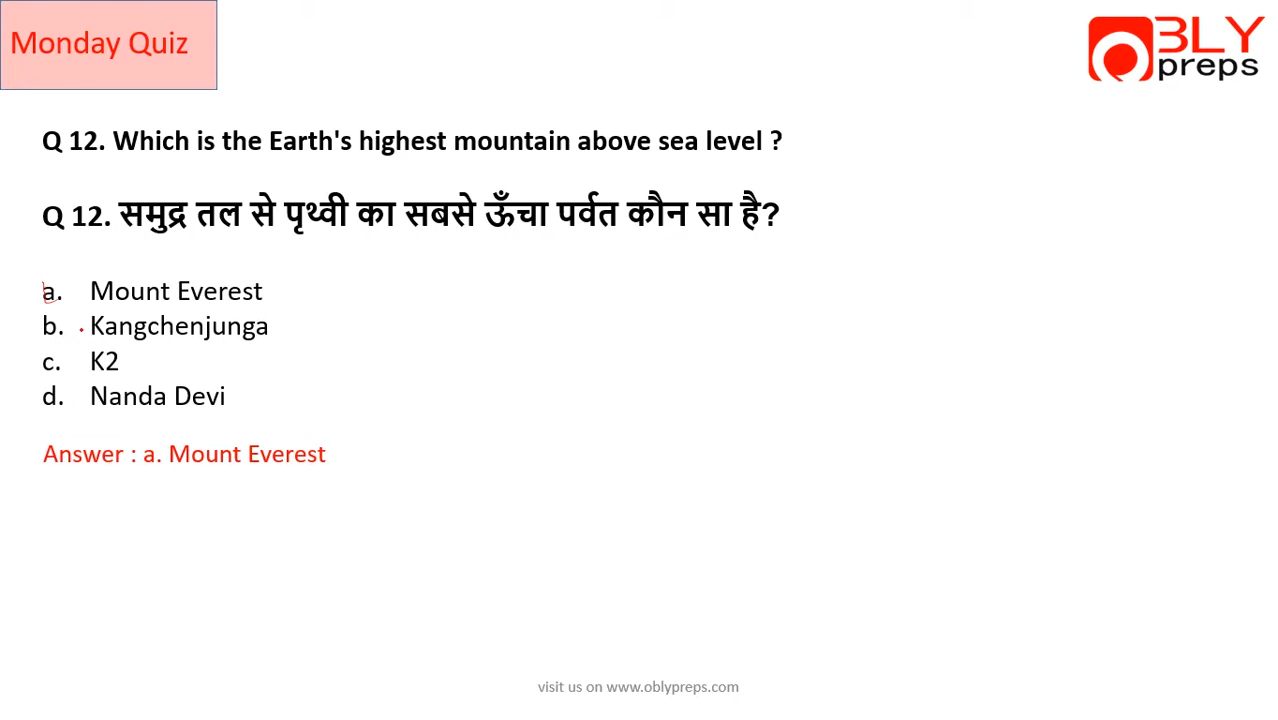 Monday Quiz
OBLY
preps
Q 12. Which is the Earth's highest mountain above sea level ?
Q 12. समुद्र तल से पृथ्वी का सबसे ऊँचा पर्वत कौन सा है?
a. Mount Everest
b. Kangchenjunga
c. K2
d. Nanda Devi
Answer : a. Mount Everest
visit us on www.oblypreps.com